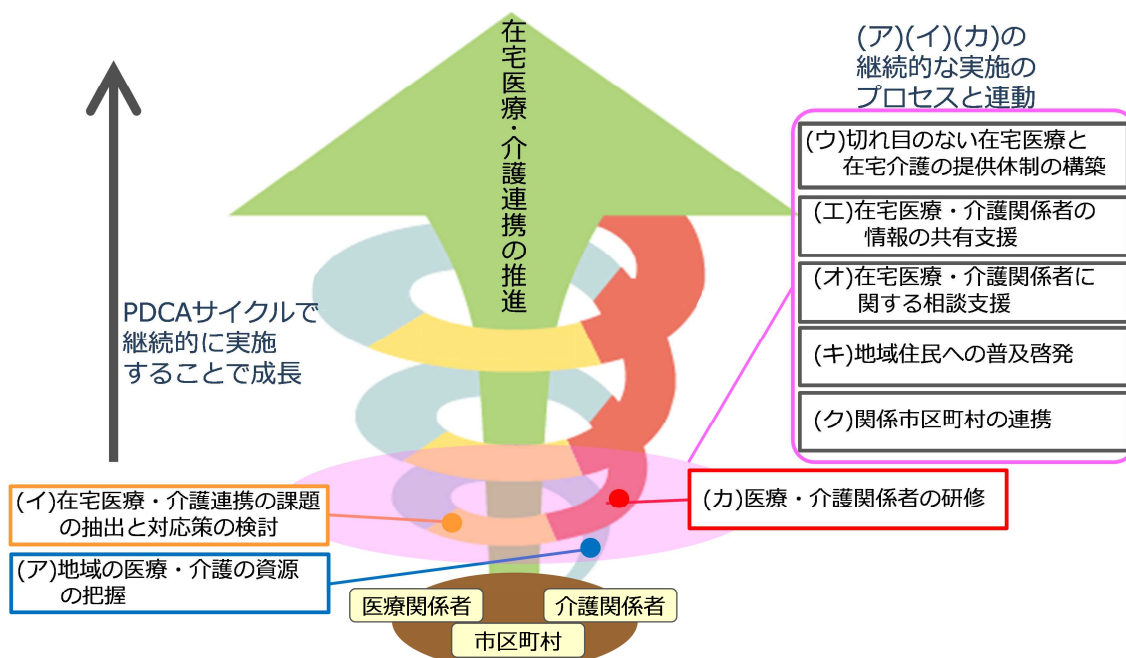 在宅医療・介護連携の推進
(ア)(イ)(カ)の
継続的な実施の
プロセスと連動
(ウ)切れ目のない在宅医療と
在宅介護の提供体制の構築
(エ)在宅医療・介護関係者の
情報の共有支援
(オ)在宅医療・介護関係者に
関する相談支援
(キ)地域住民への普及啓発
(ク)関係市区町村の連携
PDCAサイクルで
継続的に実施
することで成長
(イ)在宅医療・介護連携の課題
の抽出と対応策の検討
(カ)医療・介護関係者の研修
(ア)地域の医療・介護の資源
の把握
医療関係者
介護関係者
市区町村